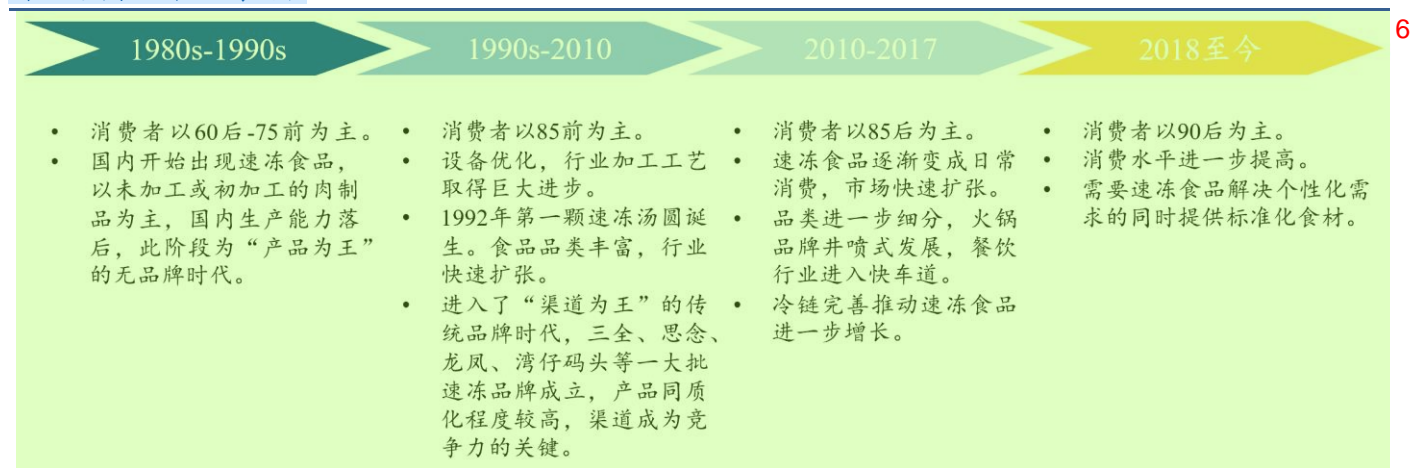 1980s-1990s
1990s-2010
2010-2017
2018至今
6
• 消费者以60后-75前为主。
• 国内开始出现速冻食品，
以未加工或初加工的肉制
品为主，国内生产能力落
后，此阶段为“产品为王”
的无品牌时代。
• 消费者以85前为主。
• 设备优化，行业加工工艺
取得巨大进步。
• 1992年第一颗速冻汤圆诞
生。食品品类丰富，行业
快速扩张。
• 进入了“渠道为王”的传
统品牌时代，三全、思念、
龙凤、湾仔码头等一大批
速冻品牌成立，产品同质
化程度较高，渠道成为竞
争力的关键。
• 消费者以85后为主。
• 速冻食品逐渐变成日常
消费，市场快速扩张。
• 品类进一步细分，火锅
品牌井喷式发展，餐饮
行业进入快车道。
• 冷链完善推动速冻食品
进一步增长。
• 消费者以90后为主。
• 消费水平进一步提高。
• 需要速冻食品解决个性化需
求的同时提供标准化食材。